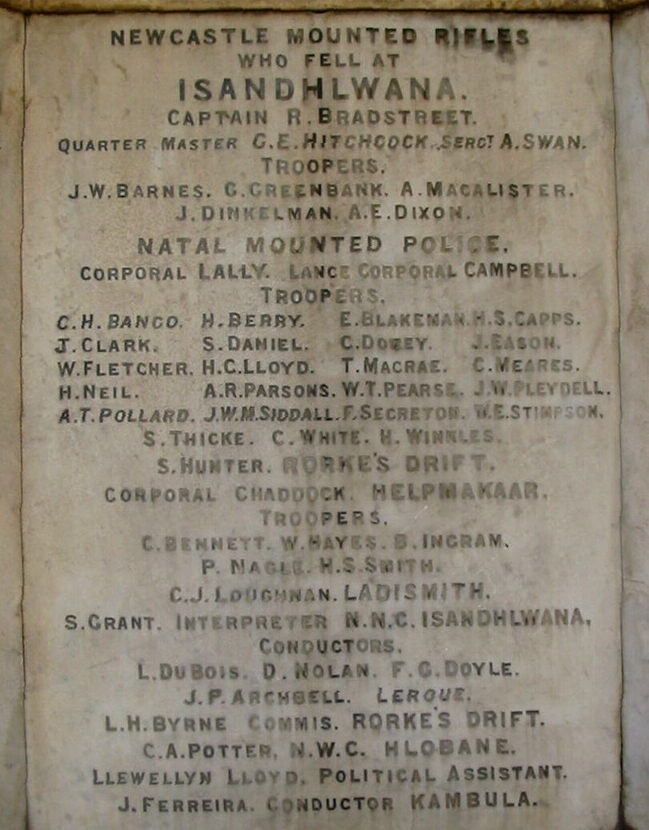 NEWCASTLE MOUNTED RIFLES
WHO FELL AT
ISANDHLWANA.
CAPTAIN R. BRADSTREET.
QUARTER MASTER G.E. HITCHCOCK. SERGT A. SWAN.
TROOPERS.
J.W. BARNES. G. GREENBANK. A. MACALISTER.
J. DINKELMAN. A.E. DIXON.
NATAL MOUNTED POLICE.
CORPORAL LALLY. LANCE CORPORAL CAMPBELL.
TROOPERS.
C.H. BANGO. H. BERRY. E. BLAKEMAN. H.S. CAPPS.
J. CLARK. S. DANIEL. C. DOREY. J. EASON.
W. FLETCHER. H.C. LLOYD. T. MACRAE. C. MEARES.
H. NEIL. A.R. PARSONS. W.T. PEARSE. J.W. PLEYDELL.
A.T. POLLARD. J.W.M. SIDDALL. F. SECRETON. W.E. STIMPSON.
S. THICKE. C. WHITE. H. WINKLES.
S. HUNTER. RORKE'S DRIFT.
CORPORAL CHADDOCK. HELPMAKAAR.
TROOPERS.
C. BENNETT. W. HAYES. B. INGRAM.
P. NAGLE. H.S. SMITH.
C.J. LOUGHNAN. LADISMITH.
S. GRANT. INTERPRETER N.N.C. ISANDHLWANA.
CONDUCTORS.
L. DU BOIS. D. NOLAN. F.G. DOYLE.
J.P. ARCHBELL. LEROUE.
L.H. BYRNE COMMIS. RORKE'S DRIFT.
C.A. POTTER. N.W.C. HLOBANE.
LLEWELLYN LLOYD. POLITICAL ASSISTANT.
J. FERREIRA. CONDUCTOR KAMBULA.